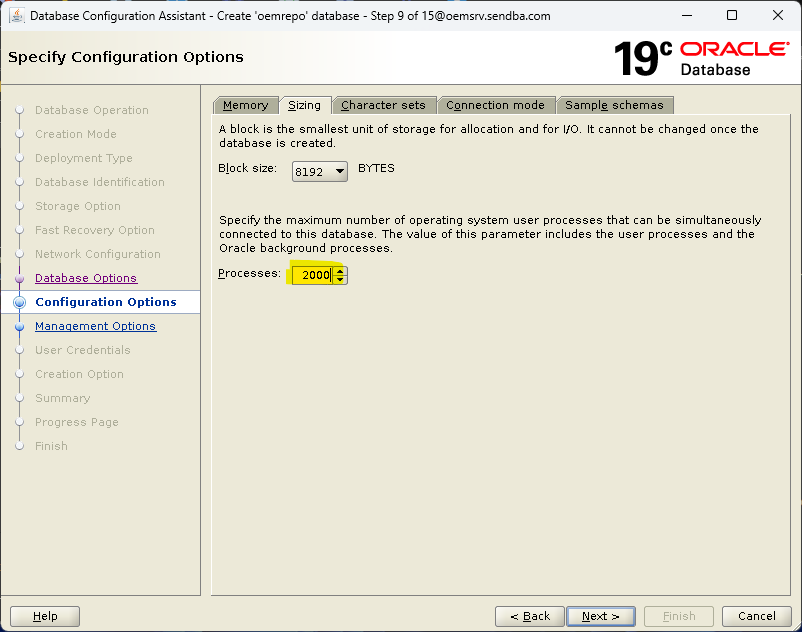 Database Configuration Assistant - Create 'oemrepo' database - Step 9 of 15@oemsrv.sendba.com
Specify Configuration Options
19c ORACLE
Database
Database Operation
Creation Mode
Deployment Type
Database Identification
Storage Option
Fast Recovery Option
Network Configuration
Database Options
Configuration Options
Management Options
User Credentials
Creation Option
Summary
Progress Page
Finish
Memory Sizing Character sets Connection mode Sample schemas
A block is the smallest unit of storage for allocation and for I/O. It cannot be changed once the
database is created.
Block size: 8192 BYTES
Specify the maximum number of operating system user processes that can be simultaneously
connected to this database. The value of this parameter includes the user processes and the
Oracle background processes.
Processes: 2000
Help < Back Next > Finish Cancel